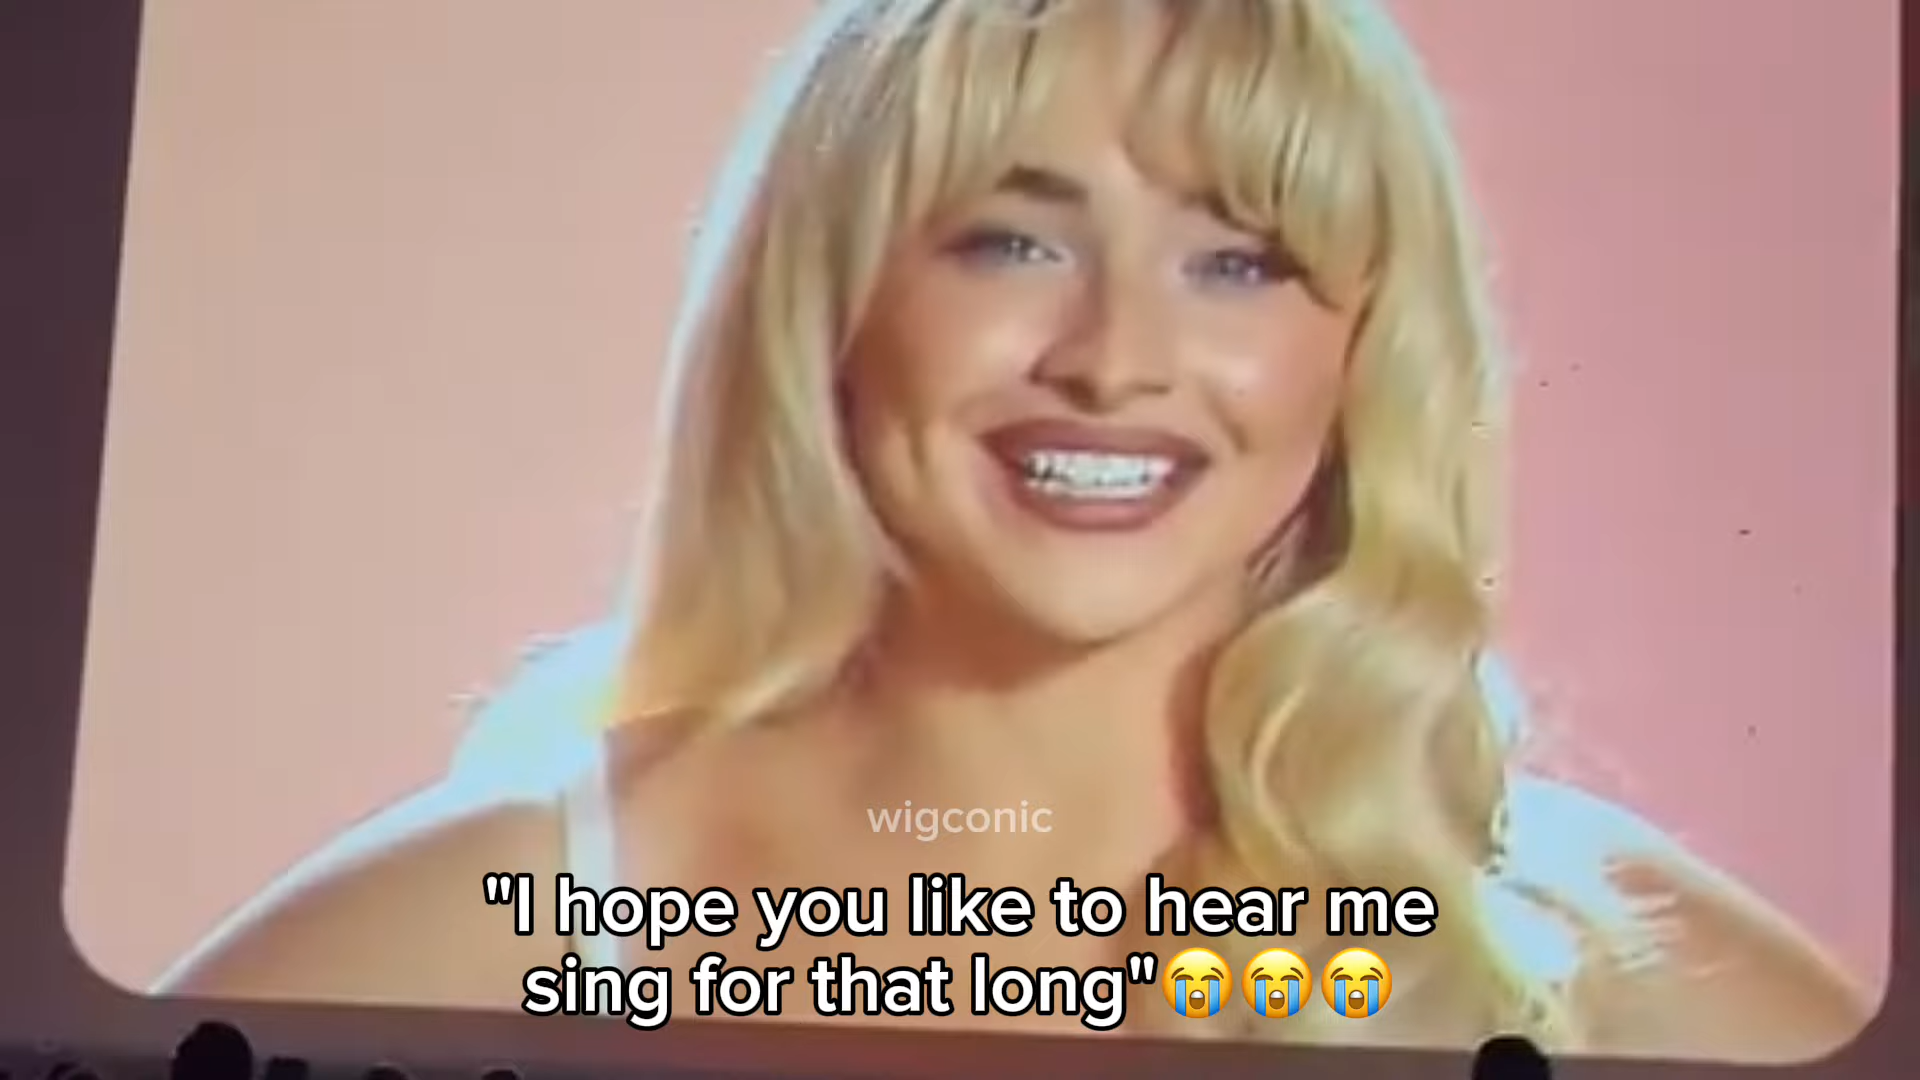 wigconic
"I hope you like to hear me
sing for that long"😭😭😭